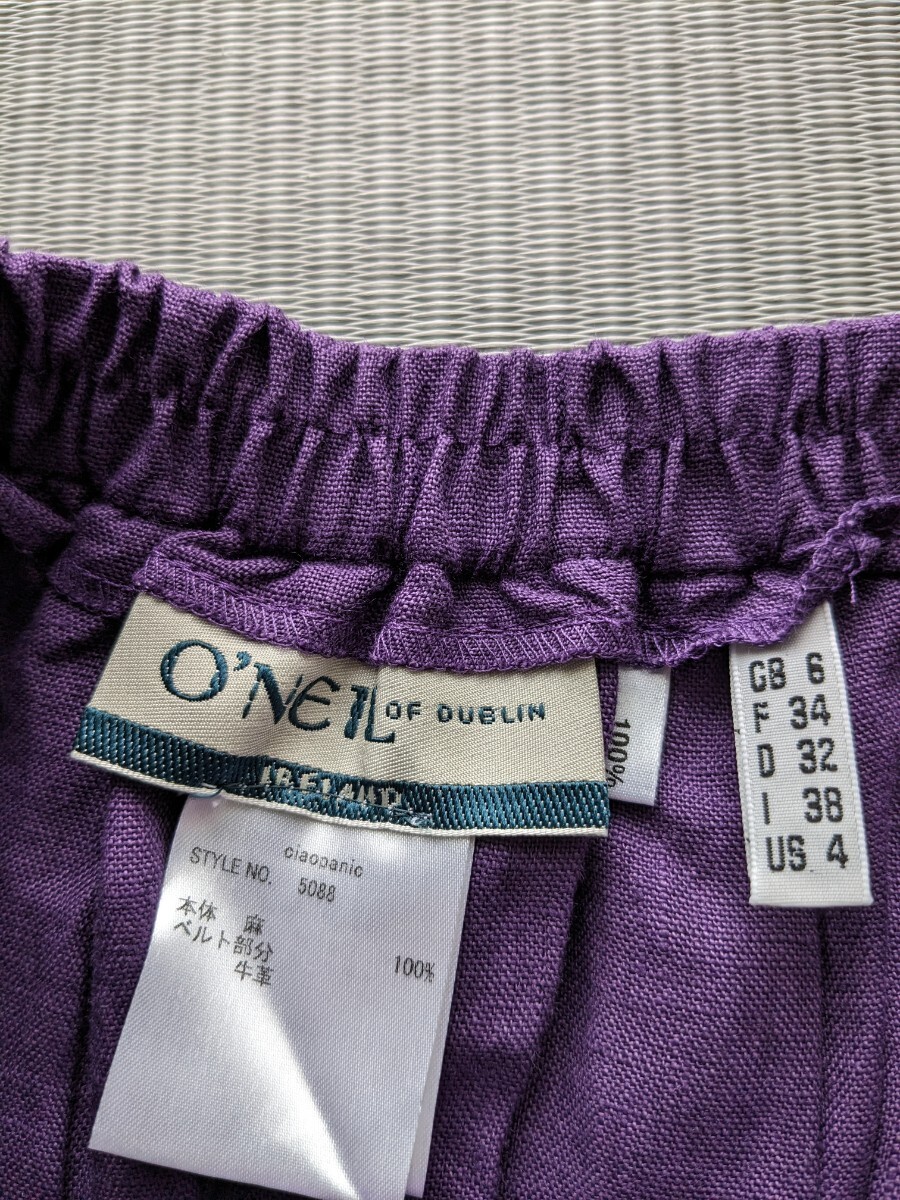 O'NEIL OF DUBLIN
IRELAND
100%
GB 6
F 34
D 32
I 38
US 4
ciaopanic
STYLE NO. 5088
本体 麻
ベルト部分 100%
牛革